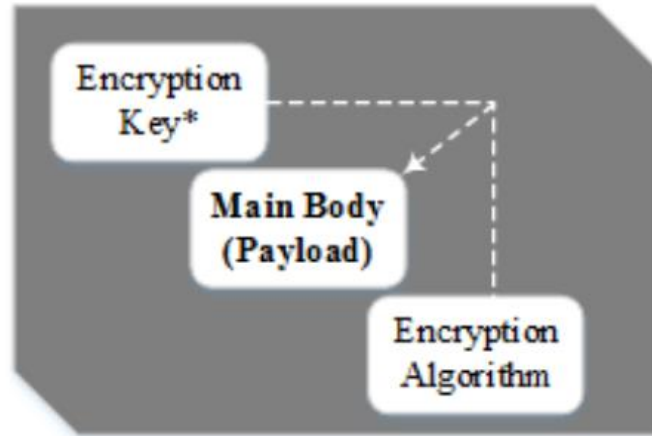 Encryption
Key*
Main Body
(Payload)
Encryption
Algorithm